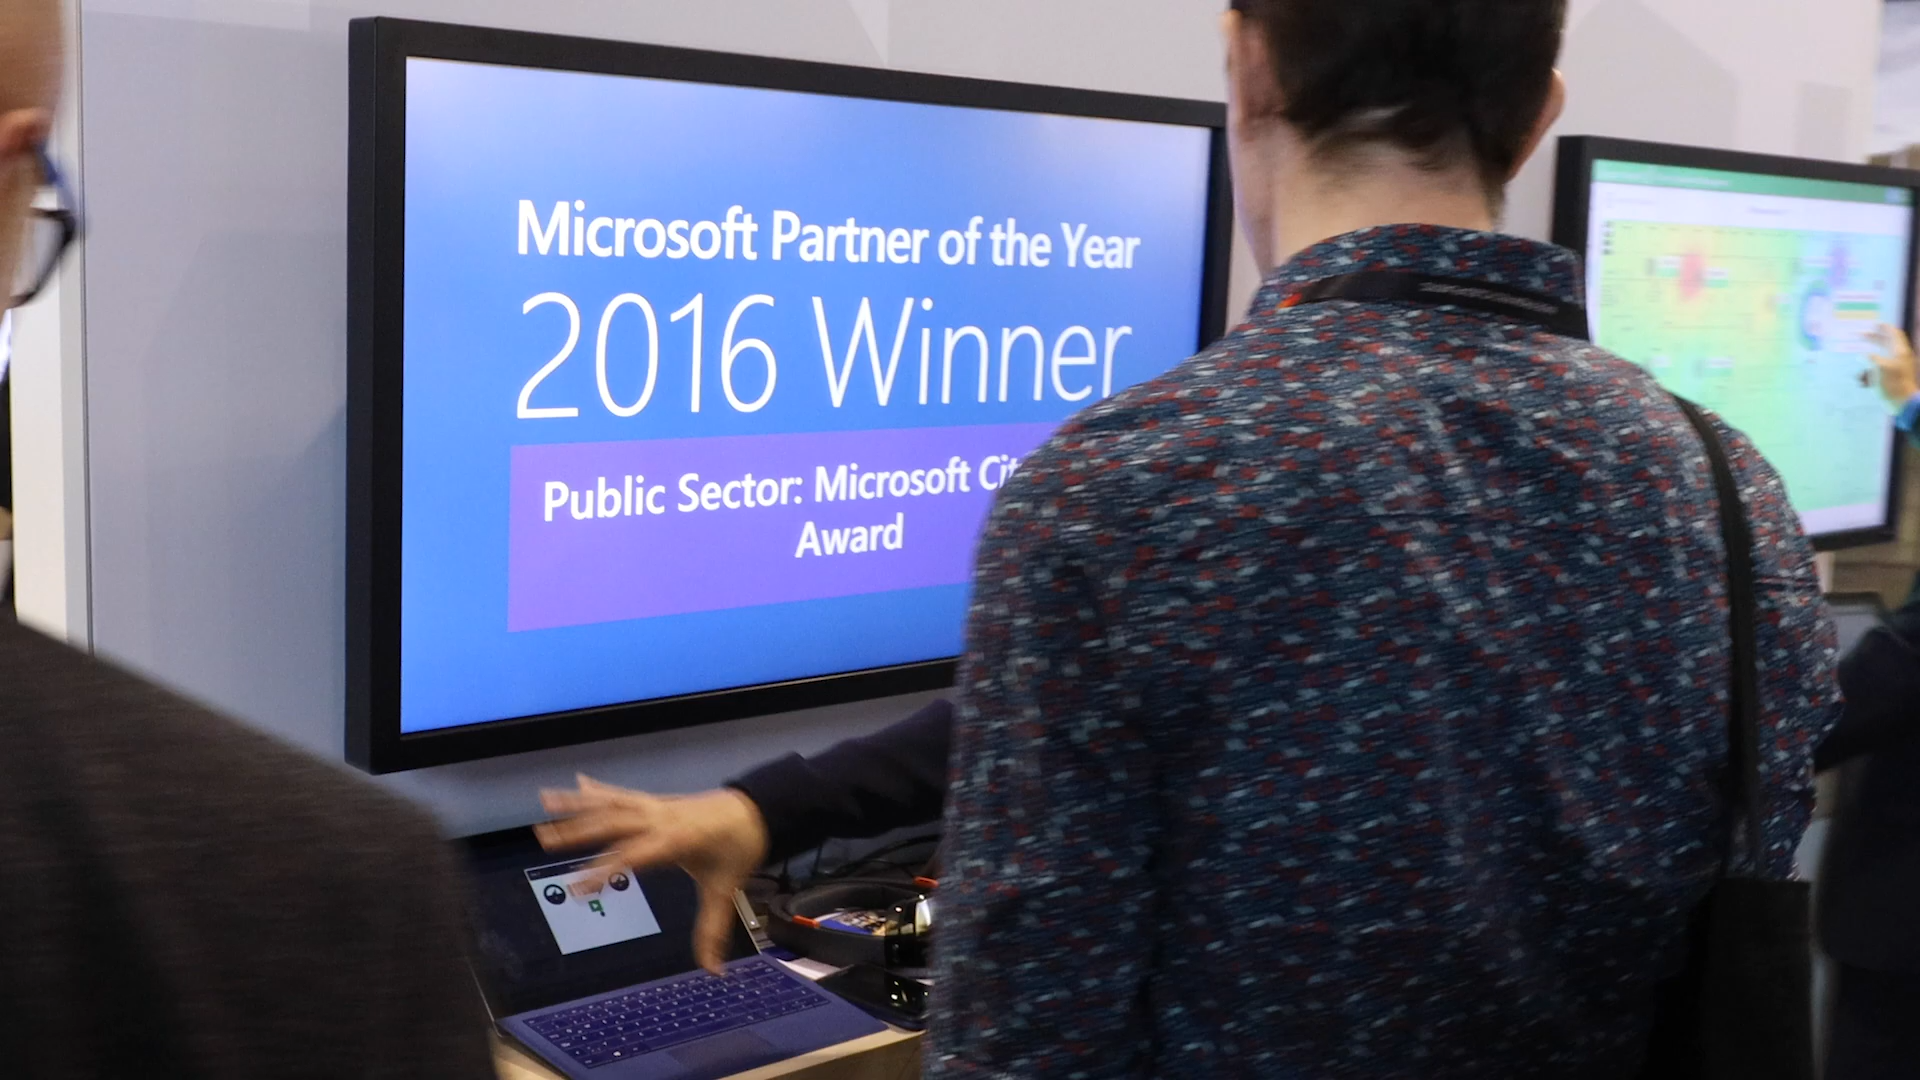 Microsoft Partner of the Year
2016 Winner
Public Sector: Microsoft
Award